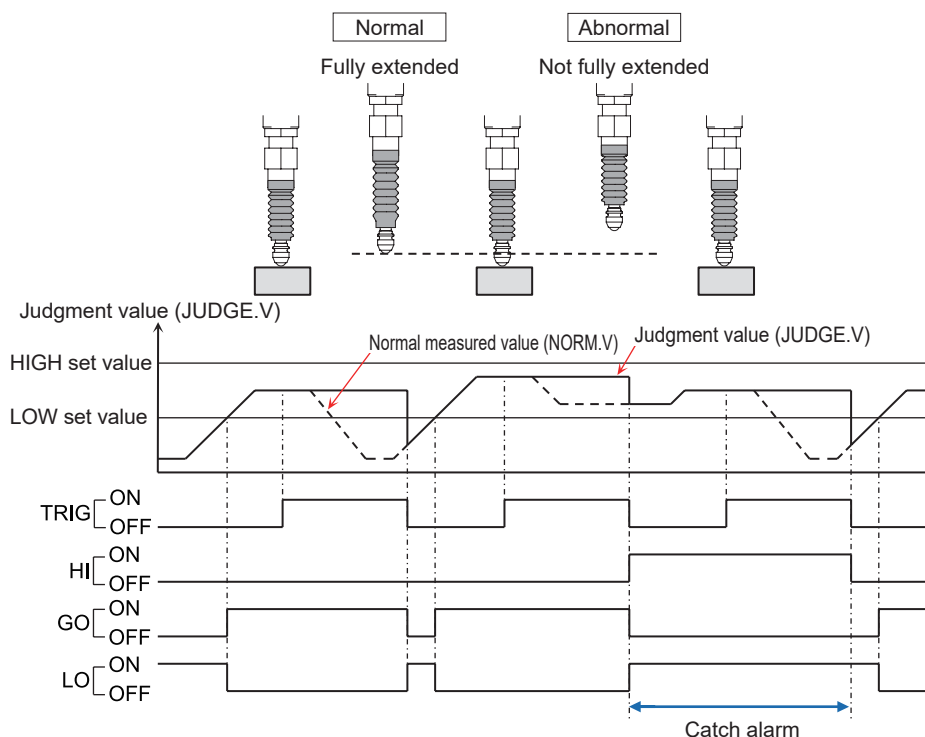 Normal
Abnormal
Fully extended
Not fully extended
Judgment value (JUDGE.V)
Normal measured value (NORM.V)
Judgment value (JUDGE.V)
HIGH set value
LOW set value
TRIG
ON
OFF
HI
ON
OFF
GO
ON
OFF
LO
ON
OFF
Catch alarm